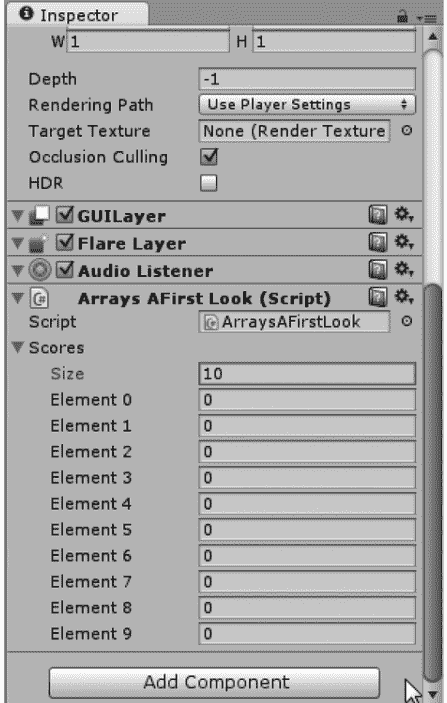 Inspector
W 1 H 1
Depth -1
Rendering Path Use Player Settings
Target Texture None (Render Texture
Occlusion Culling
HDR
GUILayer
Flare Layer
Audio Listener
Arrays AFirst Look (Script)
Script ArraysAFirstLook
Scores
Size 10
Element 0 0
Element 1 0
Element 2 0
Element 3 0
Element 4 0
Element 5 0
Element 6 0
Element 7 0
Element 8 0
Element 9 0
Add Component